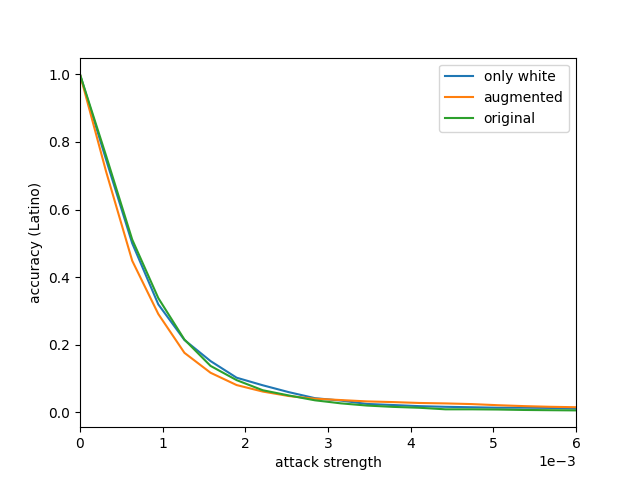 only white
augmented
original
1.0
0.8
0.6
0.4
0.2
0.0
accuracy (Latino)
0 1 2 3 4 5 6
attack strength
1e−3